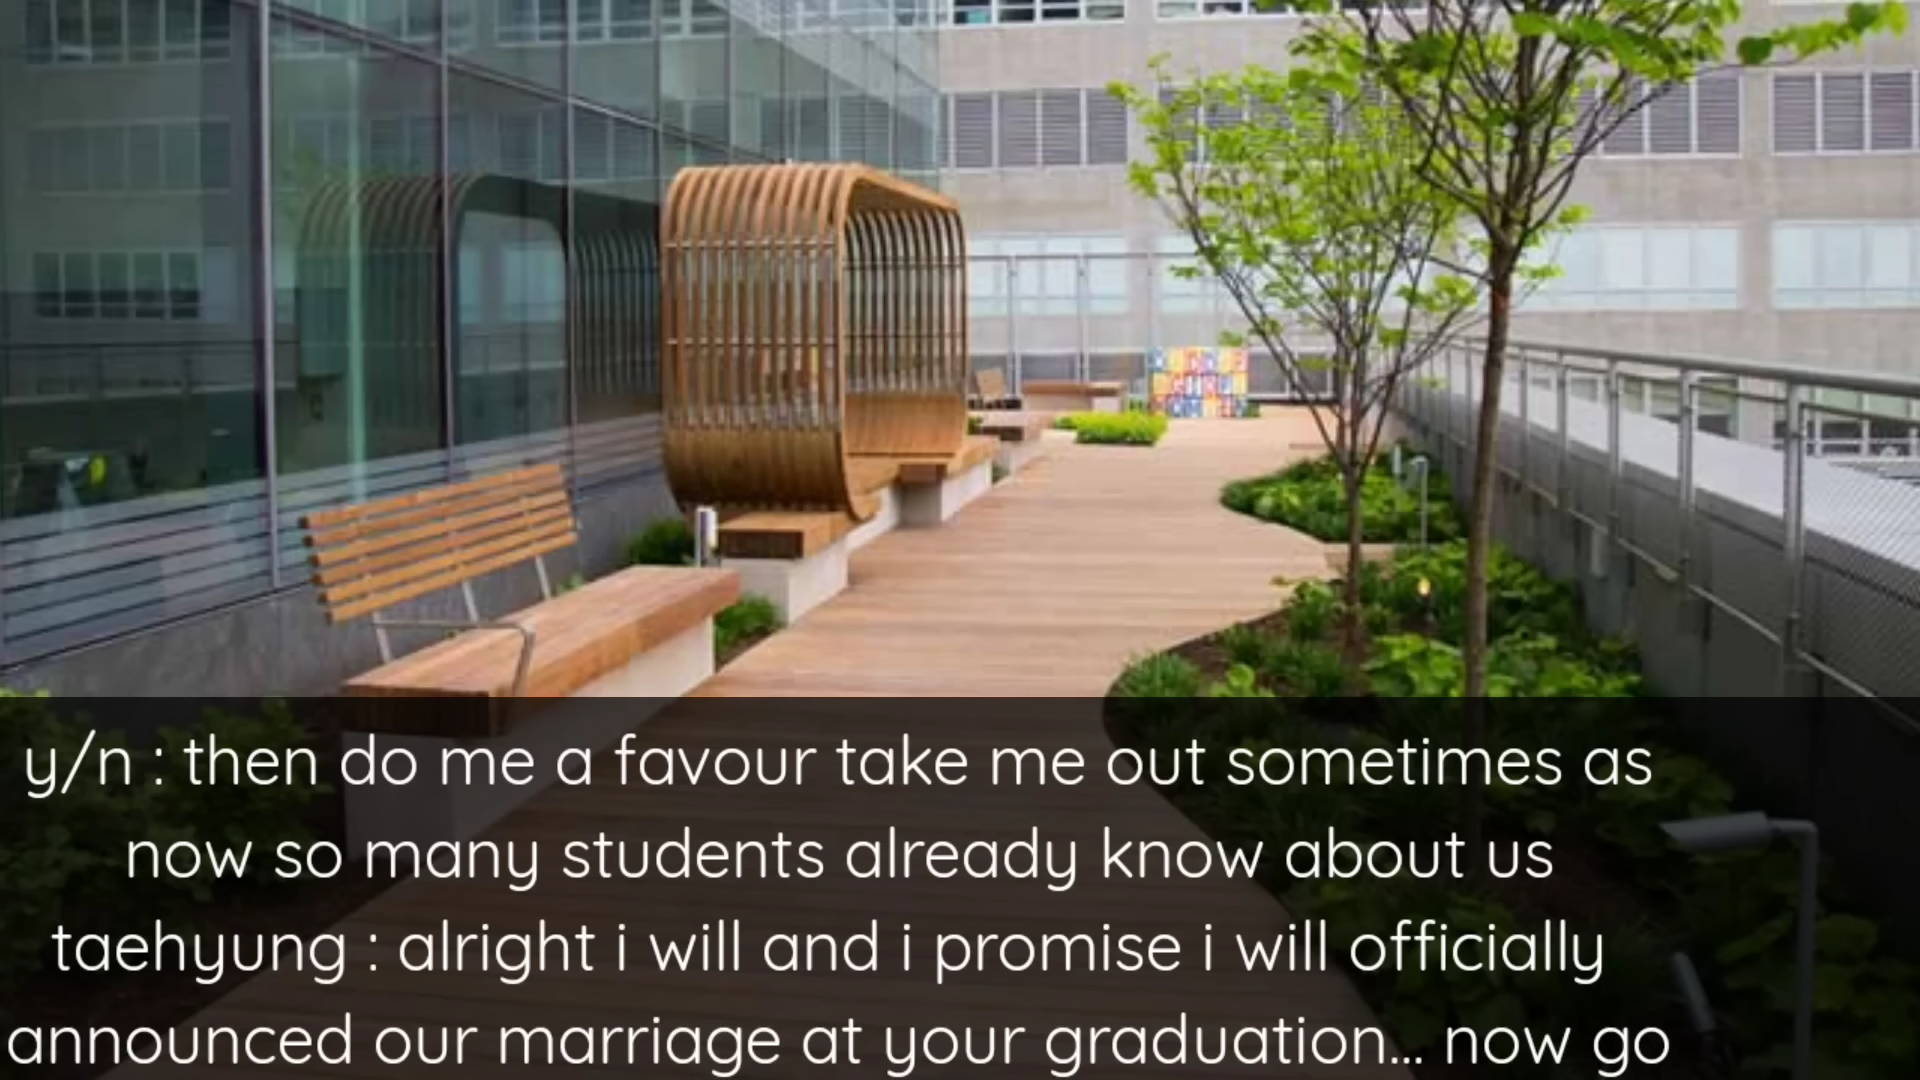 y/n : then do me a favour take me out sometimes as
now so many students already know about us
taehyung : alright i will and i promise i will officially
announced our marriage at your graduation... now go